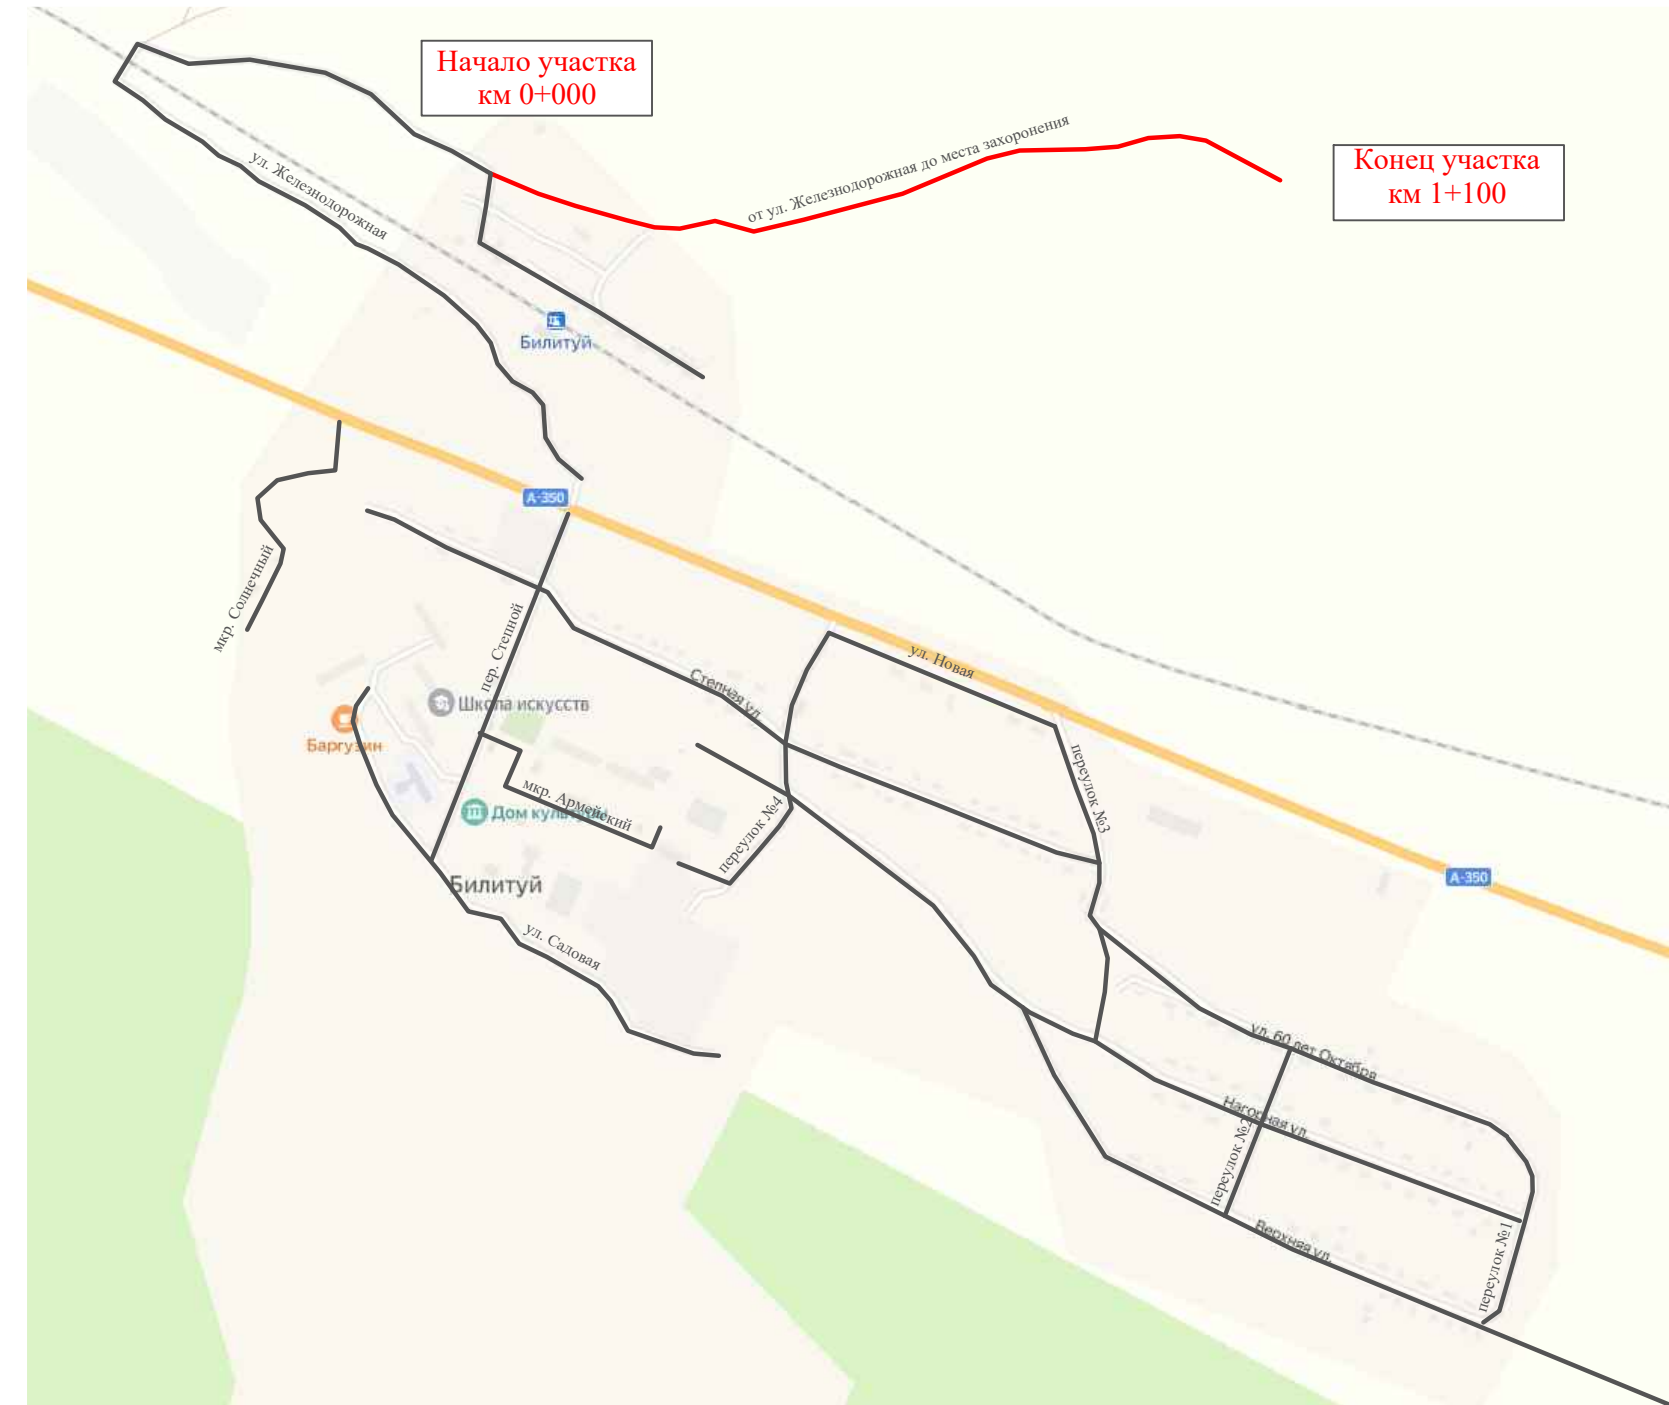 Начало участка
км 0+000
от ул. Железнодорожная до места захоронения
Конец участка
км 1+100
ул. Железнодорожная
Билитуй
А-350
мкр. Солнечный
пер. Степной
ул. Новая
Степная ул.
Школа искусств
Баргузин
переулок №3
мкр. Армейский
Дом культуры
переулок №4
А-350
Билитуй
ул. Садовая
ул. 60 лет Октября
Нагорная ул.
переулок №2
Верхняя ул.
переулок №1